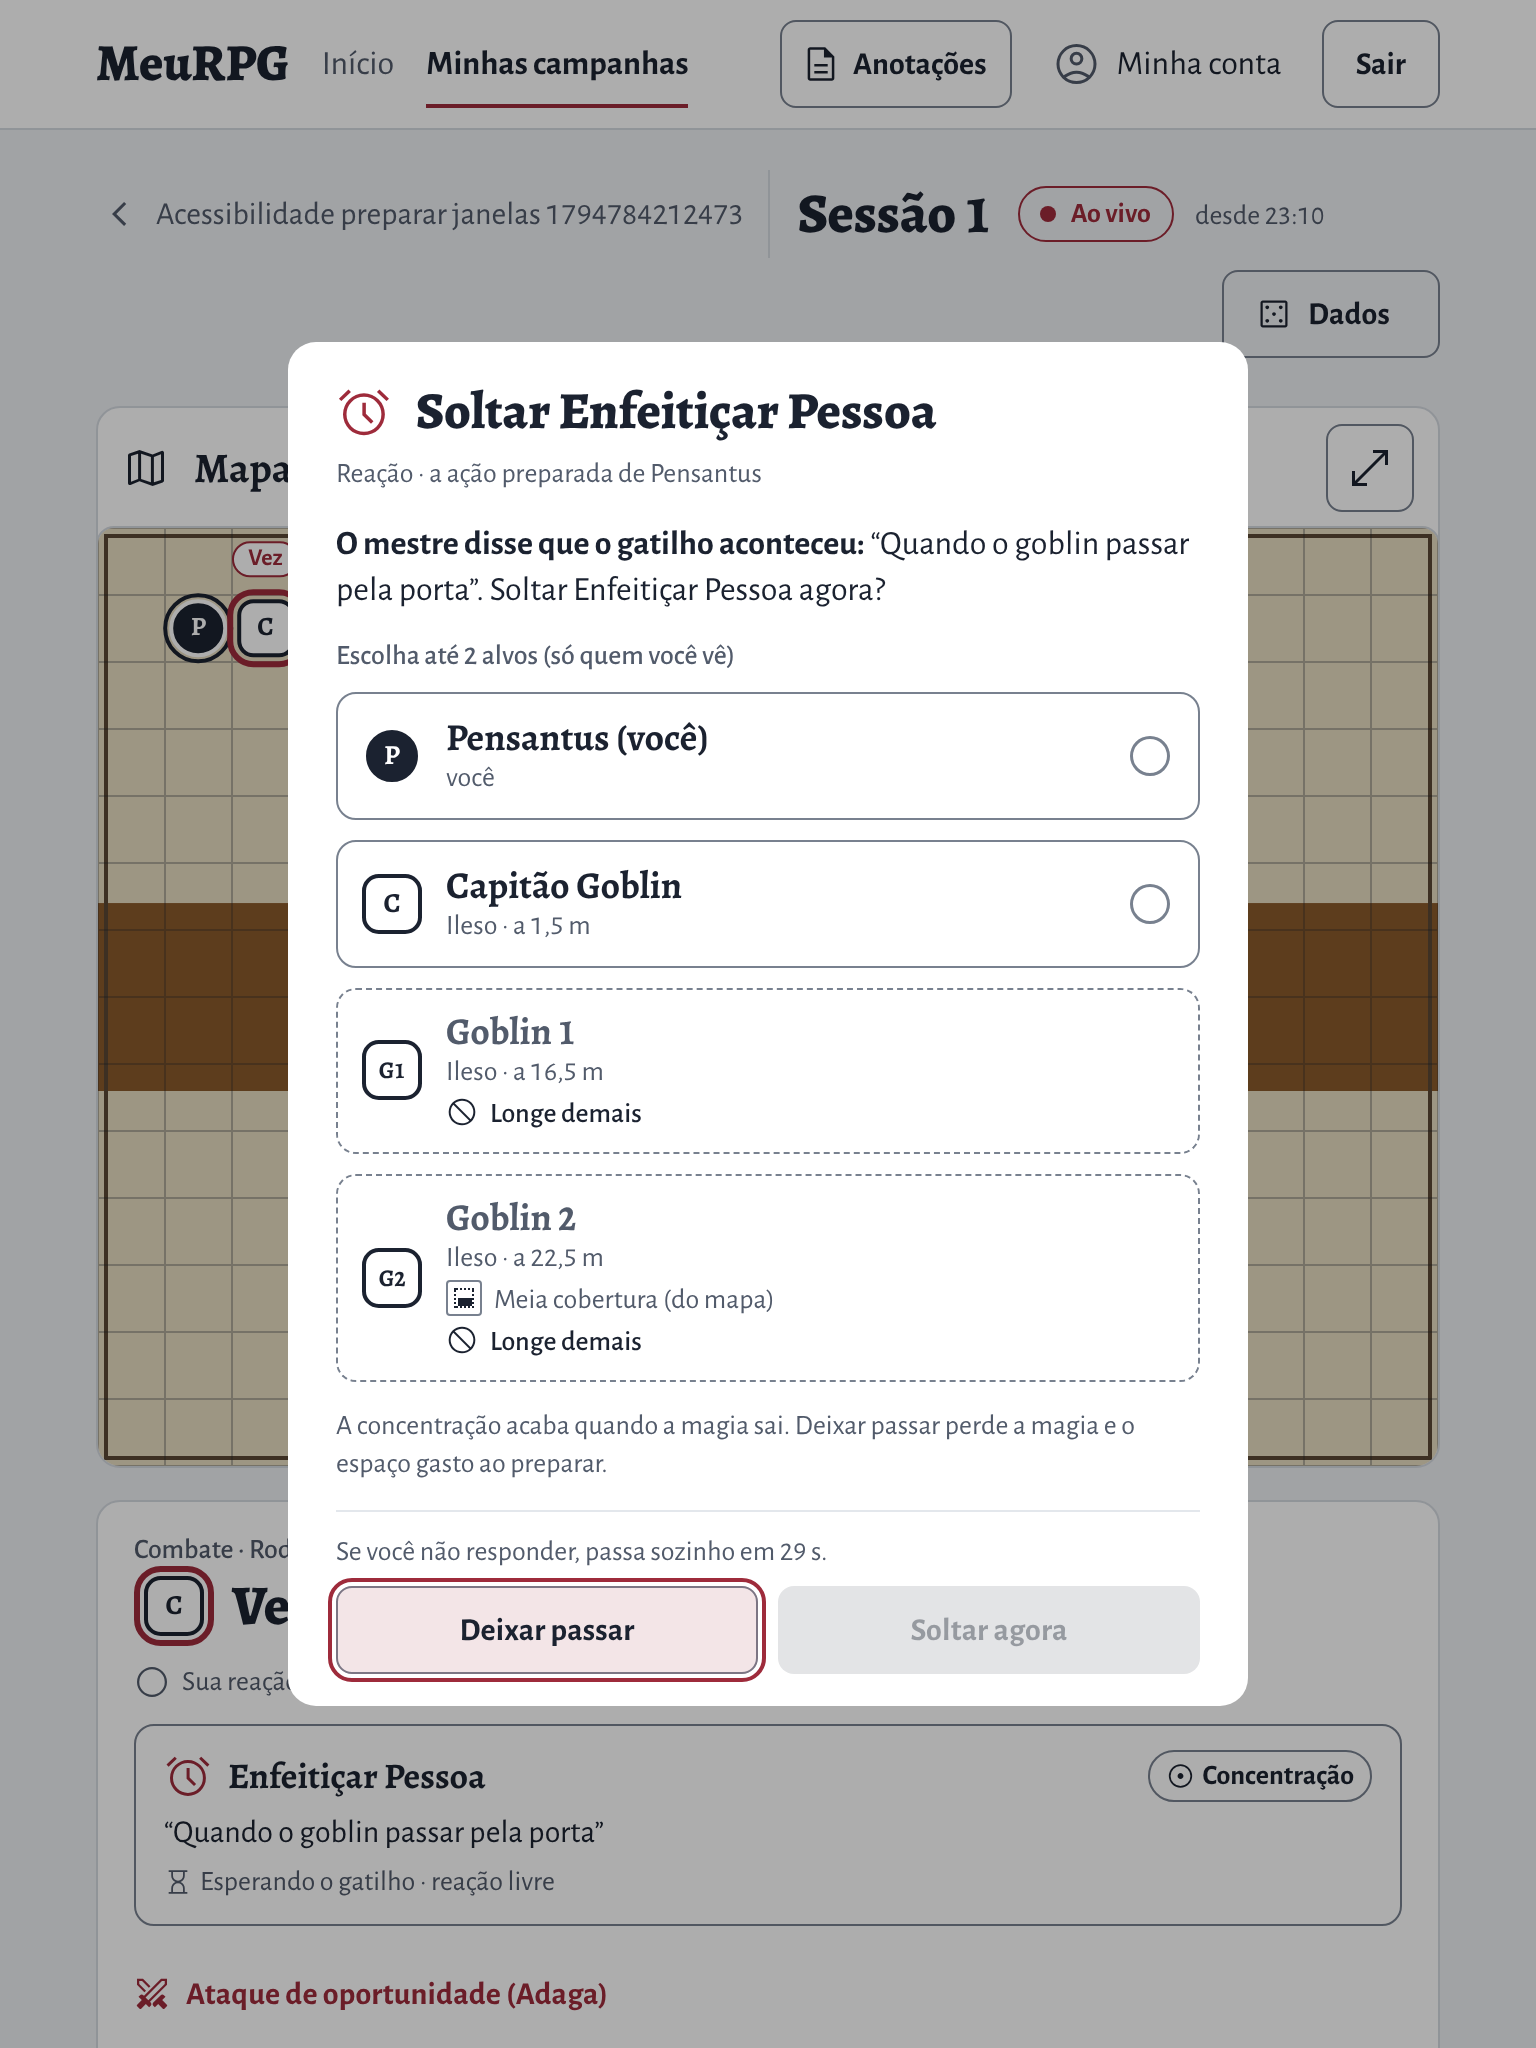 MeuRPG
Início
Minhas campanhas
Anotações
Minha conta
Sair
Acessibilidade preparar janelas 1794784212473
Sessão 1
Ao vivo
desde 23:10
Dados
Mapa
Vez
P
C
Soltar Enfeitiçar Pessoa
Reação · a ação preparada de Pensantus
O mestre disse que o gatilho aconteceu: “Quando o goblin passar
pela porta”. Soltar Enfeitiçar Pessoa agora?
Escolha até 2 alvos (só quem você vê)
P
Pensantus (você)
você
C
Capitão Goblin
Ileso · a 1,5 m
G1
Goblin 1
Ileso · a 16,5 m
Longe demais
G2
Goblin 2
Ileso · a 22,5 m
Meia cobertura (do mapa)
Longe demais
A concentração acaba quando a magia sai. Deixar passar perde a magia e o
espaço gasto ao preparar.
Se você não responder, passa sozinho em 29 s.
Deixar passar
Soltar agora
Combate · Rod
C
Ve
Sua reaçã
Enfeitiçar Pessoa
Concentração
“Quando o goblin passar pela porta”
Esperando o gatilho · reação livre
Ataque de oportunidade (Adaga)